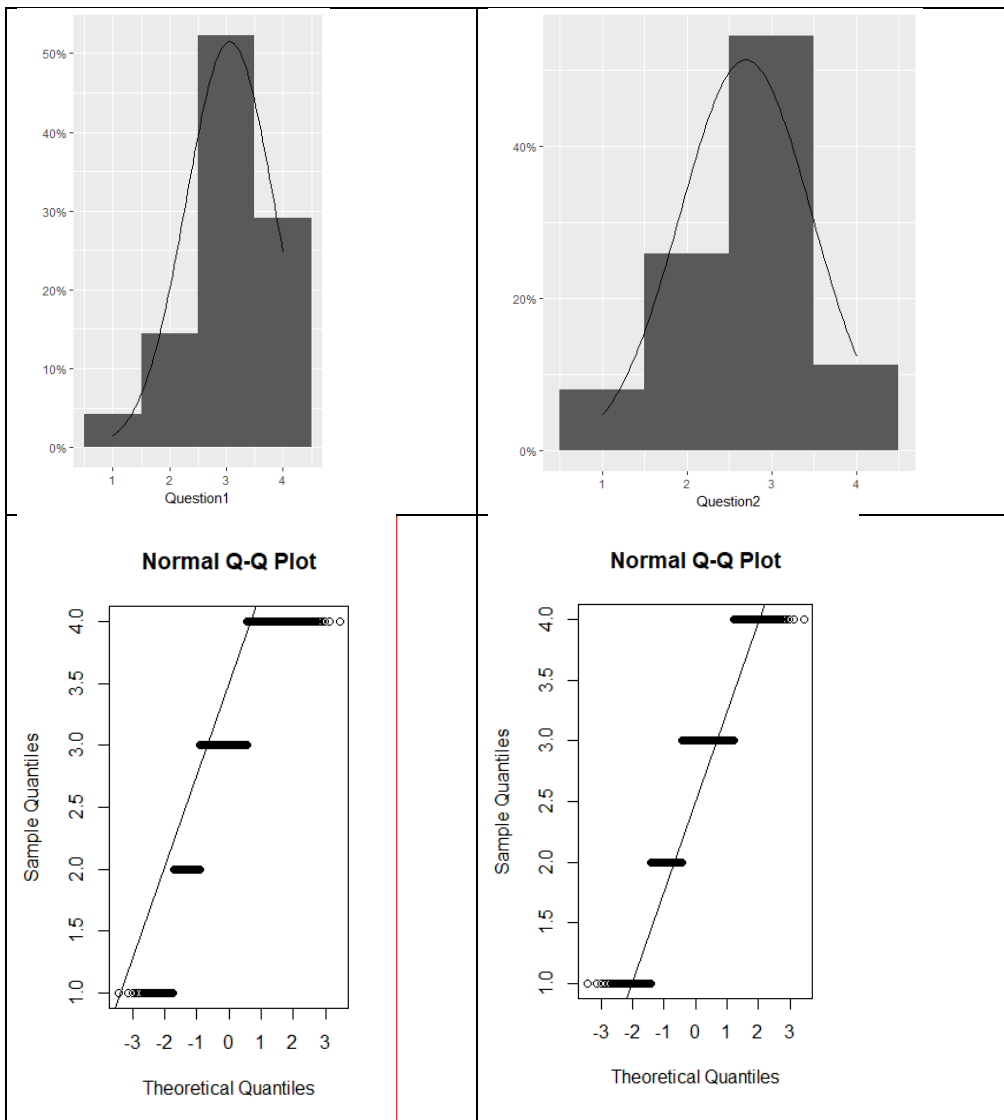 50%
40%
30%
20%
10%
0%
1 2 3 4
Question1
40%
20%
0%
1 2 3 4
Question2
Normal Q-Q Plot
Sample Quantiles
4.0
3.5
3.0
2.5
2.0
1.5
1.0
-3 -2 -1 0 1 2 3
Theoretical Quantiles
Normal Q-Q Plot
Sample Quantiles
4.0
3.5
3.0
2.5
2.0
1.5
1.0
-3 -2 -1 0 1 2 3
Theoretical Quantiles